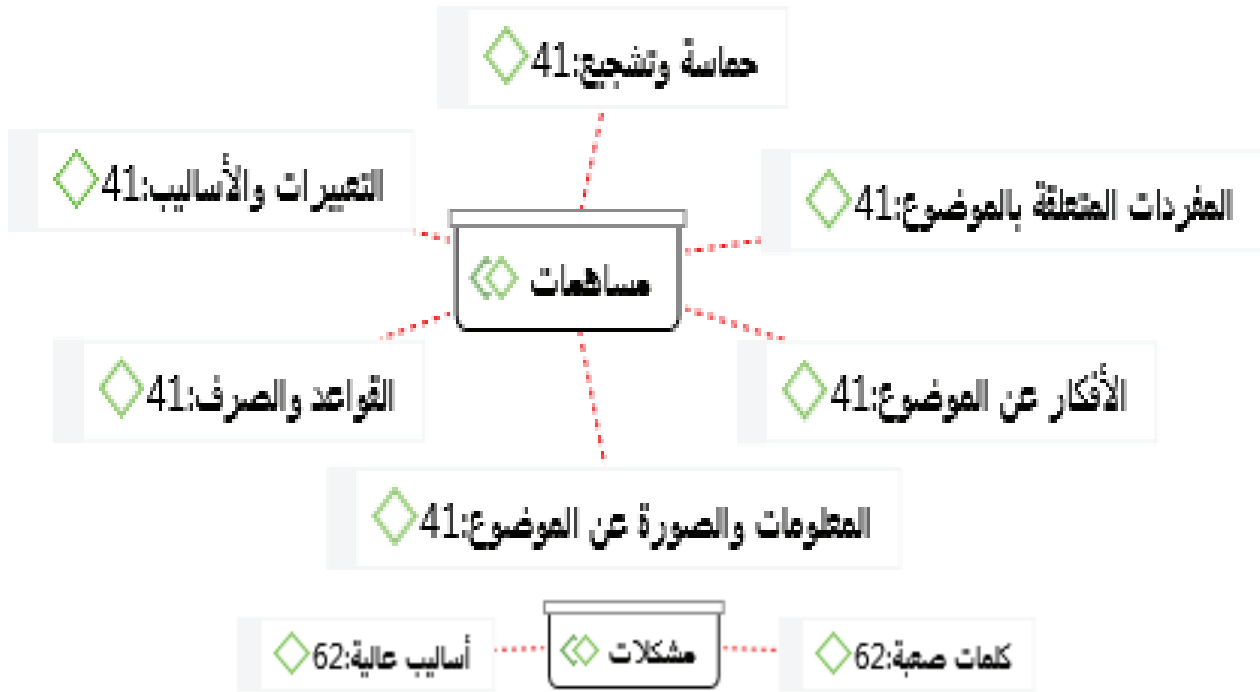 حماسة وتشجيع:41
التعبيرات والأساليب:41
المفردات المتعلقة بالموضوع:41
مساهمات
القواعد والصرف:41
الأفكار عن الموضوع:41
المعلومات والصورة عن الموضوع:41
أساليب عالية:62
مشكلات
كلمات صعبة:62